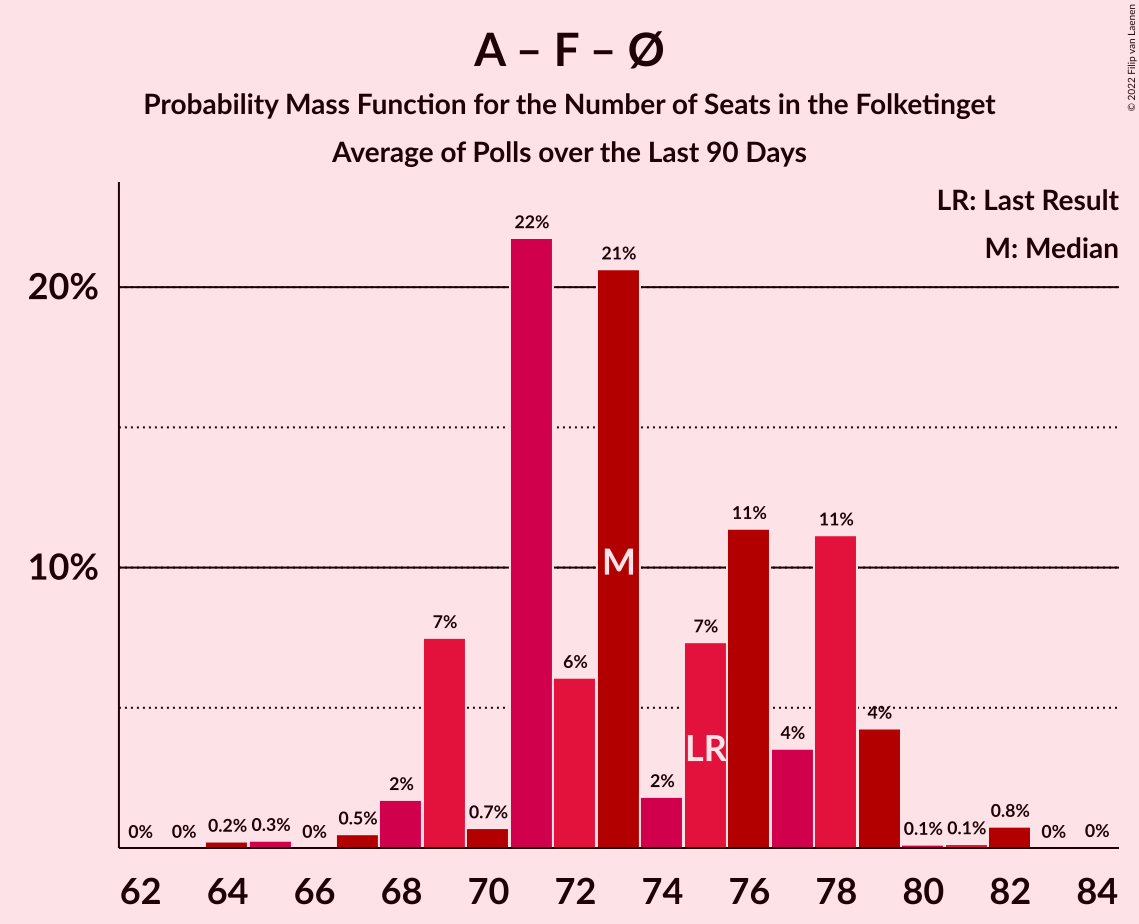 A – F – Ø
Probability Mass Function for the Number of Seats in the Folketinget
Average of Polls over the Last 90 Days
© 2022 Filip van Laenen
LR: Last Result
M: Median
20%
10%
0%
0%
0.2%
0.3%
0%
0.5%
2%
7%
0.7%
22%
6%
21%
M
2%
7%
LR
11%
4%
11%
4%
0.1%
0.1%
0.8%
0%
0%
62 64 66 68 70 72 74 76 78 80 82 84